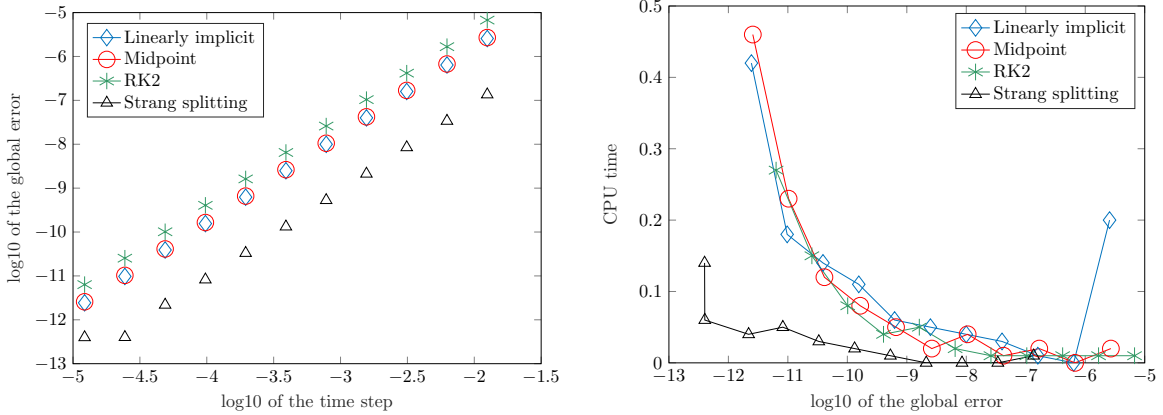 −5
−6
−7
−8
−9
−10
−11
−12
−13
−5
−4.5
−4
−3.5
−3
−2.5
−2
−1.5
log10 of the time step
log10 of the global error
Linearly implicit
Midpoint
RK2
Strang splitting
0.5
0.4
0.3
0.2
0.1
0
−13
−12
−11
−10
−9
−8
−7
−6
−5
log10 of the global error
CPU time
Linearly implicit
Midpoint
RK2
Strang splitting